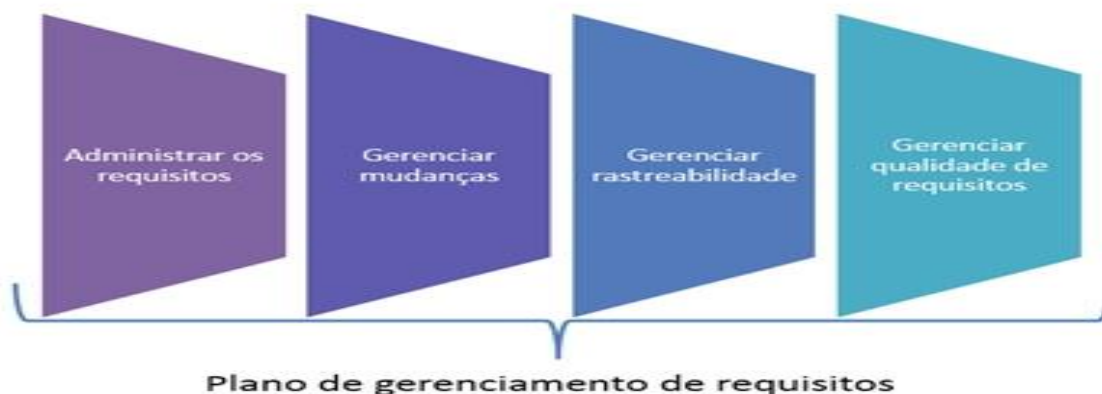 Administrar os
requisitos
Gerenciar
mudanças
Gerenciar
rastreabilidade
Gerenciar
qualidade de
requisitos
Plano de gerenciamento de requisitos